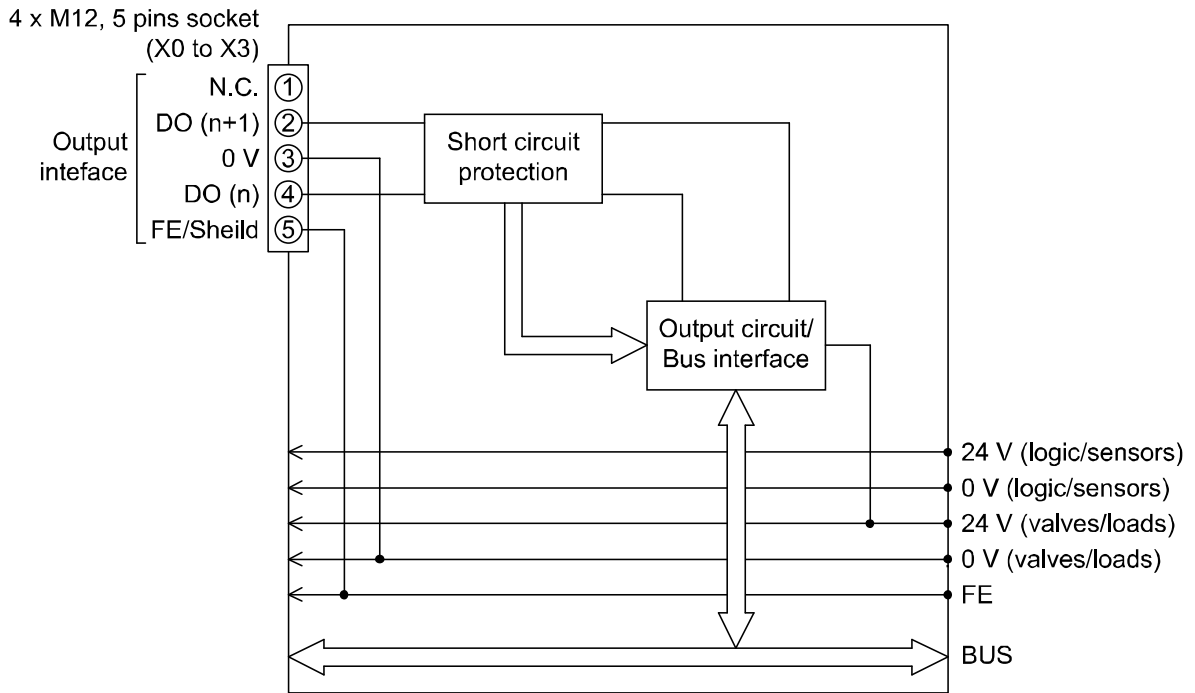 4 x M12, 5 pins socket
(X0 to X3)
Output
inteface
N.C. 1
DO (n+1) 2
0 V 3
DO (n) 4
FE/Sheild 5
Short circuit
protection
Output circuit/
Bus interface
24 V (logic/sensors)
0 V (logic/sensors)
24 V (valves/loads)
0 V (valves/loads)
FE
BUS